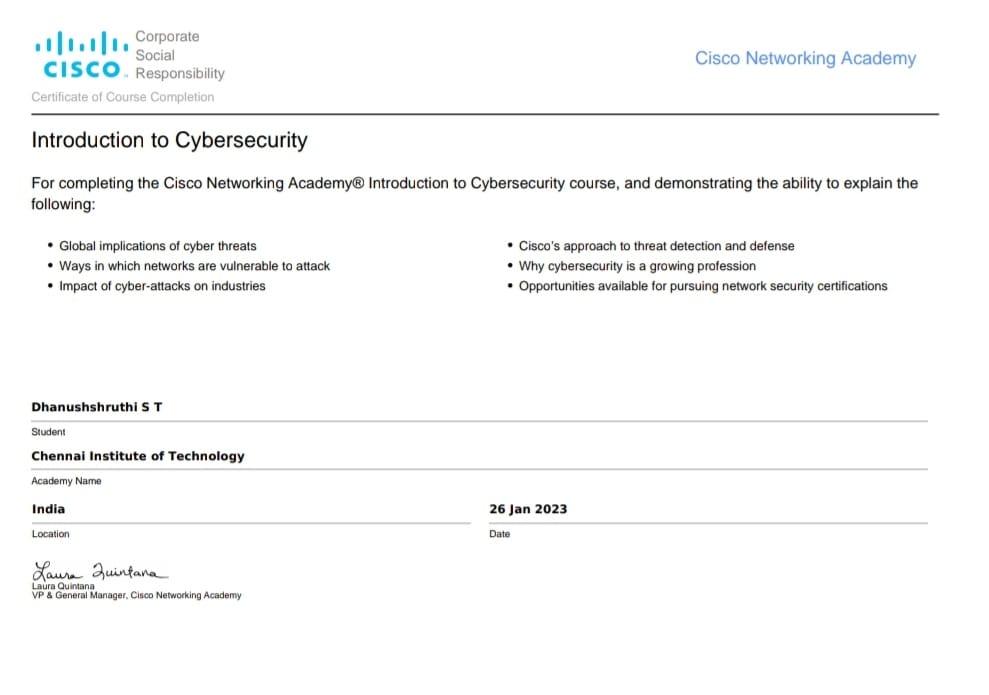 Corporate
Social
Responsibility
CISCO
Certificate of Course Completion
Cisco Networking Academy
Introduction to Cybersecurity
For completing the Cisco Networking Academy® Introduction to Cybersecurity course, and demonstrating the ability to explain the
following:
• Global implications of cyber threats
• Ways in which networks are vulnerable to attack
• Impact of cyber-attacks on industries
• Cisco's approach to threat detection and defense
• Why cybersecurity is a growing profession
• Opportunities available for pursuing network security certifications
Dhanushshruthi S T
Student
Chennai Institute of Technology
Academy Name
India
Location
26 Jan 2023
Date
Laura Quintana
Laura Quintana
VP & General Manager, Cisco Networking Academy